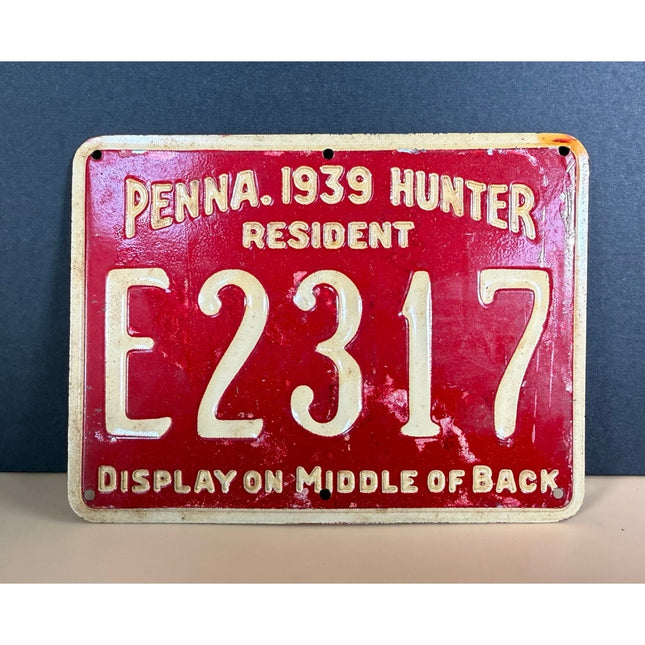 PENNA. 1939 HUNTER
RESIDENT
E2317
DISPLAY ON MIDDLE OF BACK